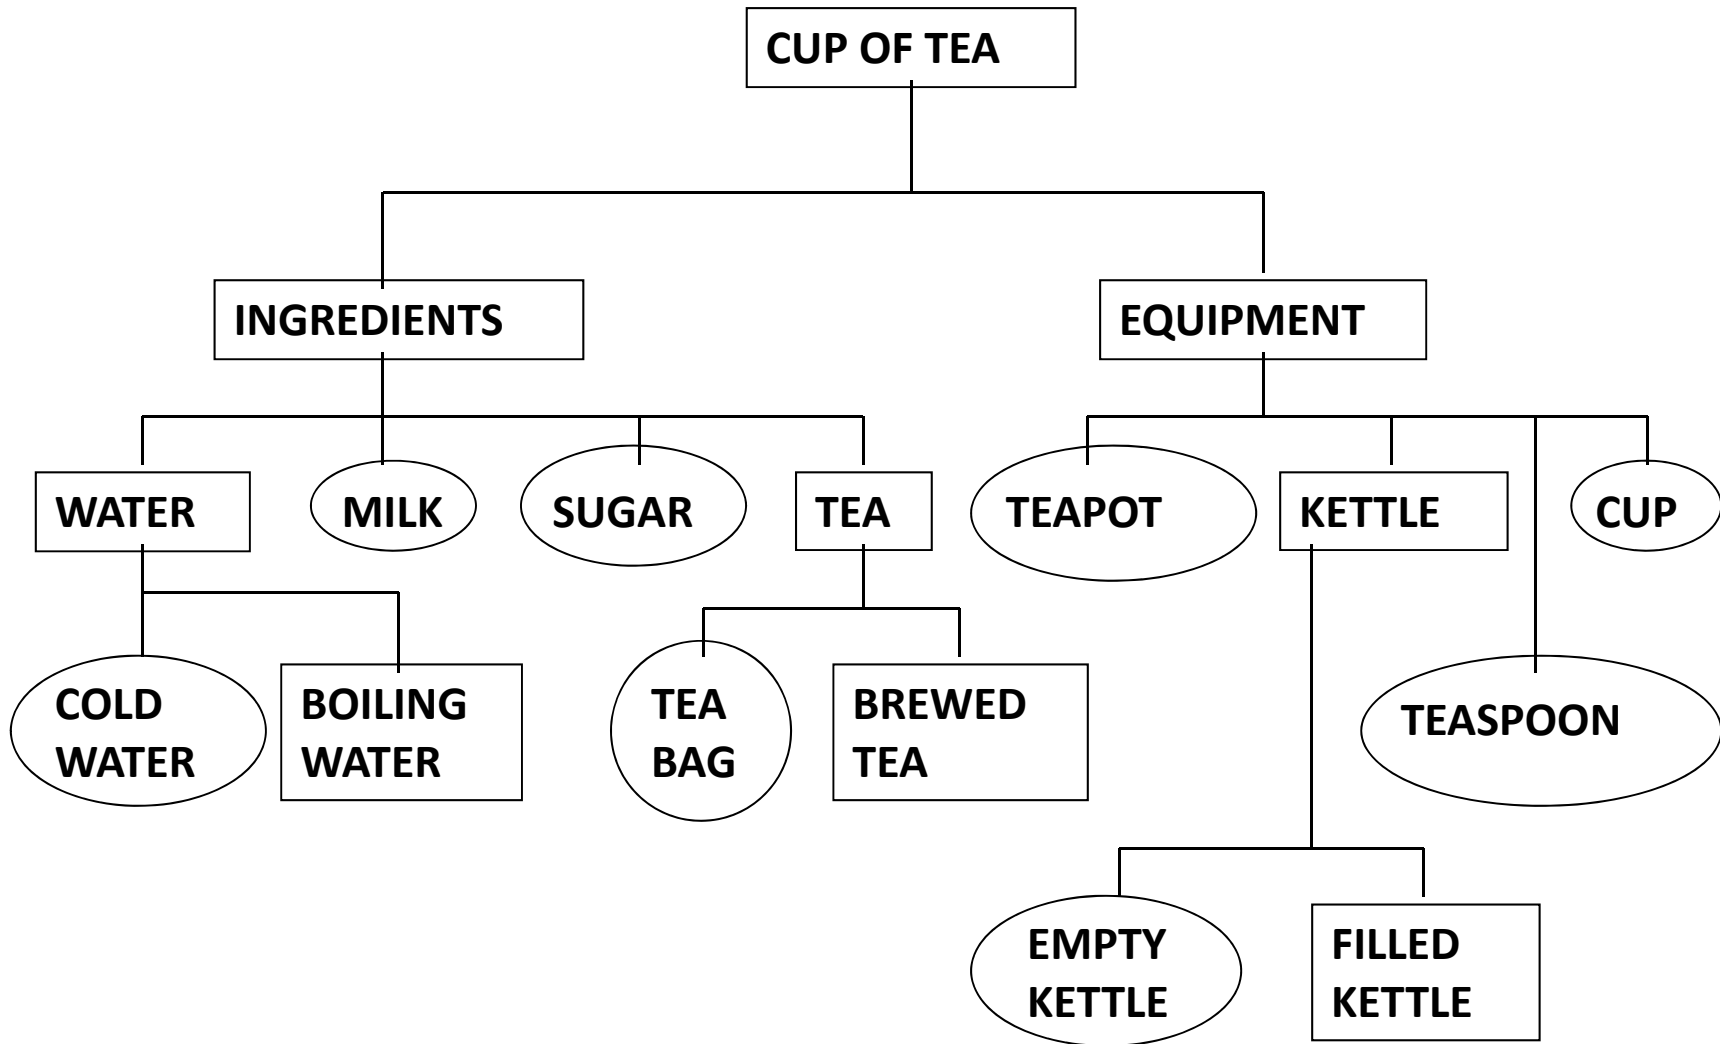 CUP OF TEA
INGREDIENTS
EQUIPMENT
WATER
MILK
SUGAR
TEA
TEAPOT
KETTLE
CUP
COLD
WATER
BOILING
WATER
TEA
BAG
BREWED
TEA
TEASPOON
EMPTY
KETTLE
FILLED
KETTLE